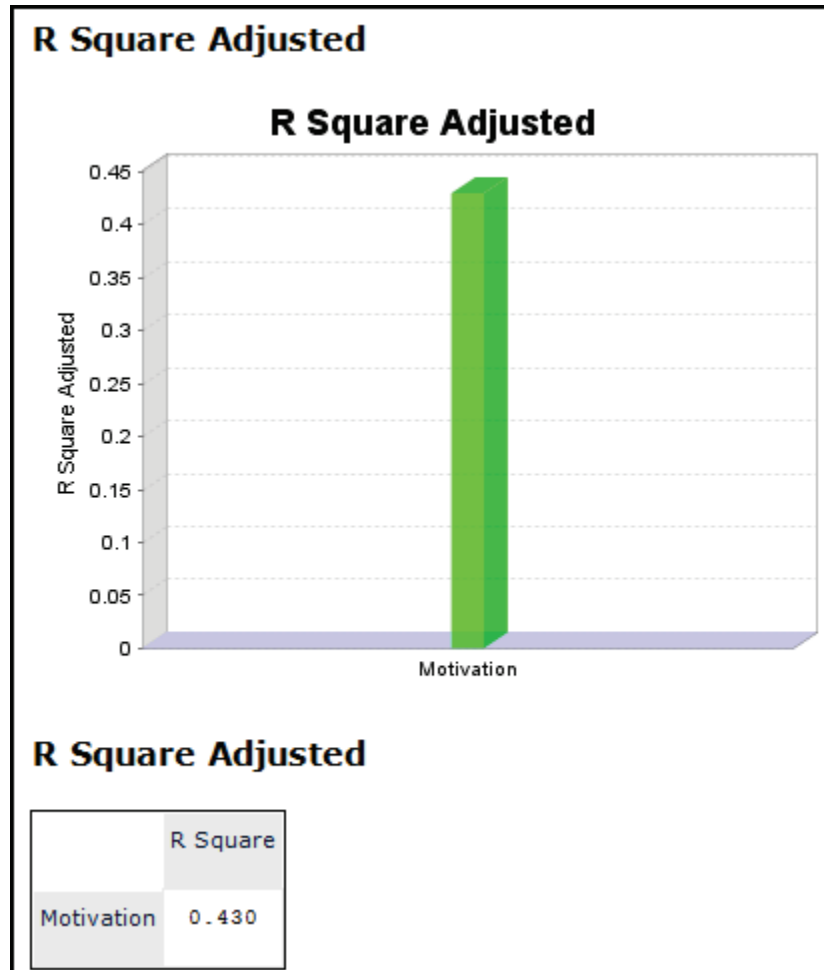 R Square Adjusted
R Square Adjusted
0.45
0.4
0.35
0.3
0.25
0.2
0.15
0.1
0.05
0
R Square Adjusted
Motivation
R Square Adjusted
R Square
Motivation 0.430